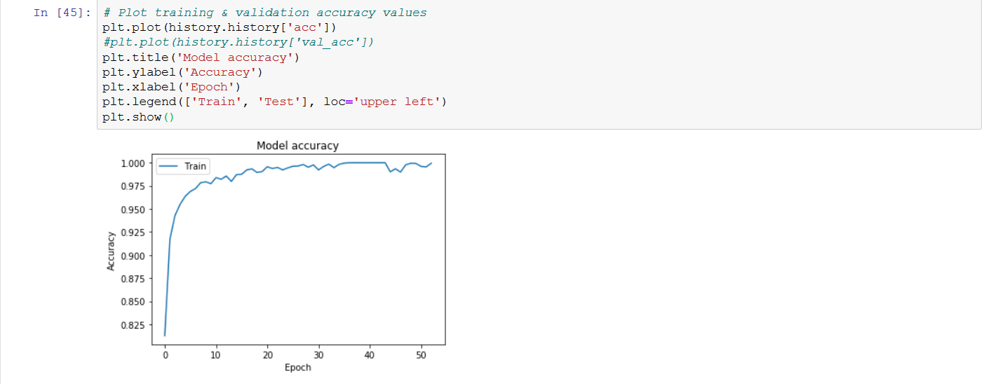 In [45]: # Plot training & validation accuracy values
plt.plot(history.history['acc'])
#plt.plot(history.history['val_acc'])
plt.title('Model accuracy')
plt.ylabel('Accuracy')
plt.xlabel('Epoch')
plt.legend(['Train', 'Test'], loc='upper left')
plt.show()
Model accuracy
Train
1.000
0.975
0.950
0.925
0.900
0.875
0.850
0.825
Accuracy
0 10 20 30 40 50
Epoch